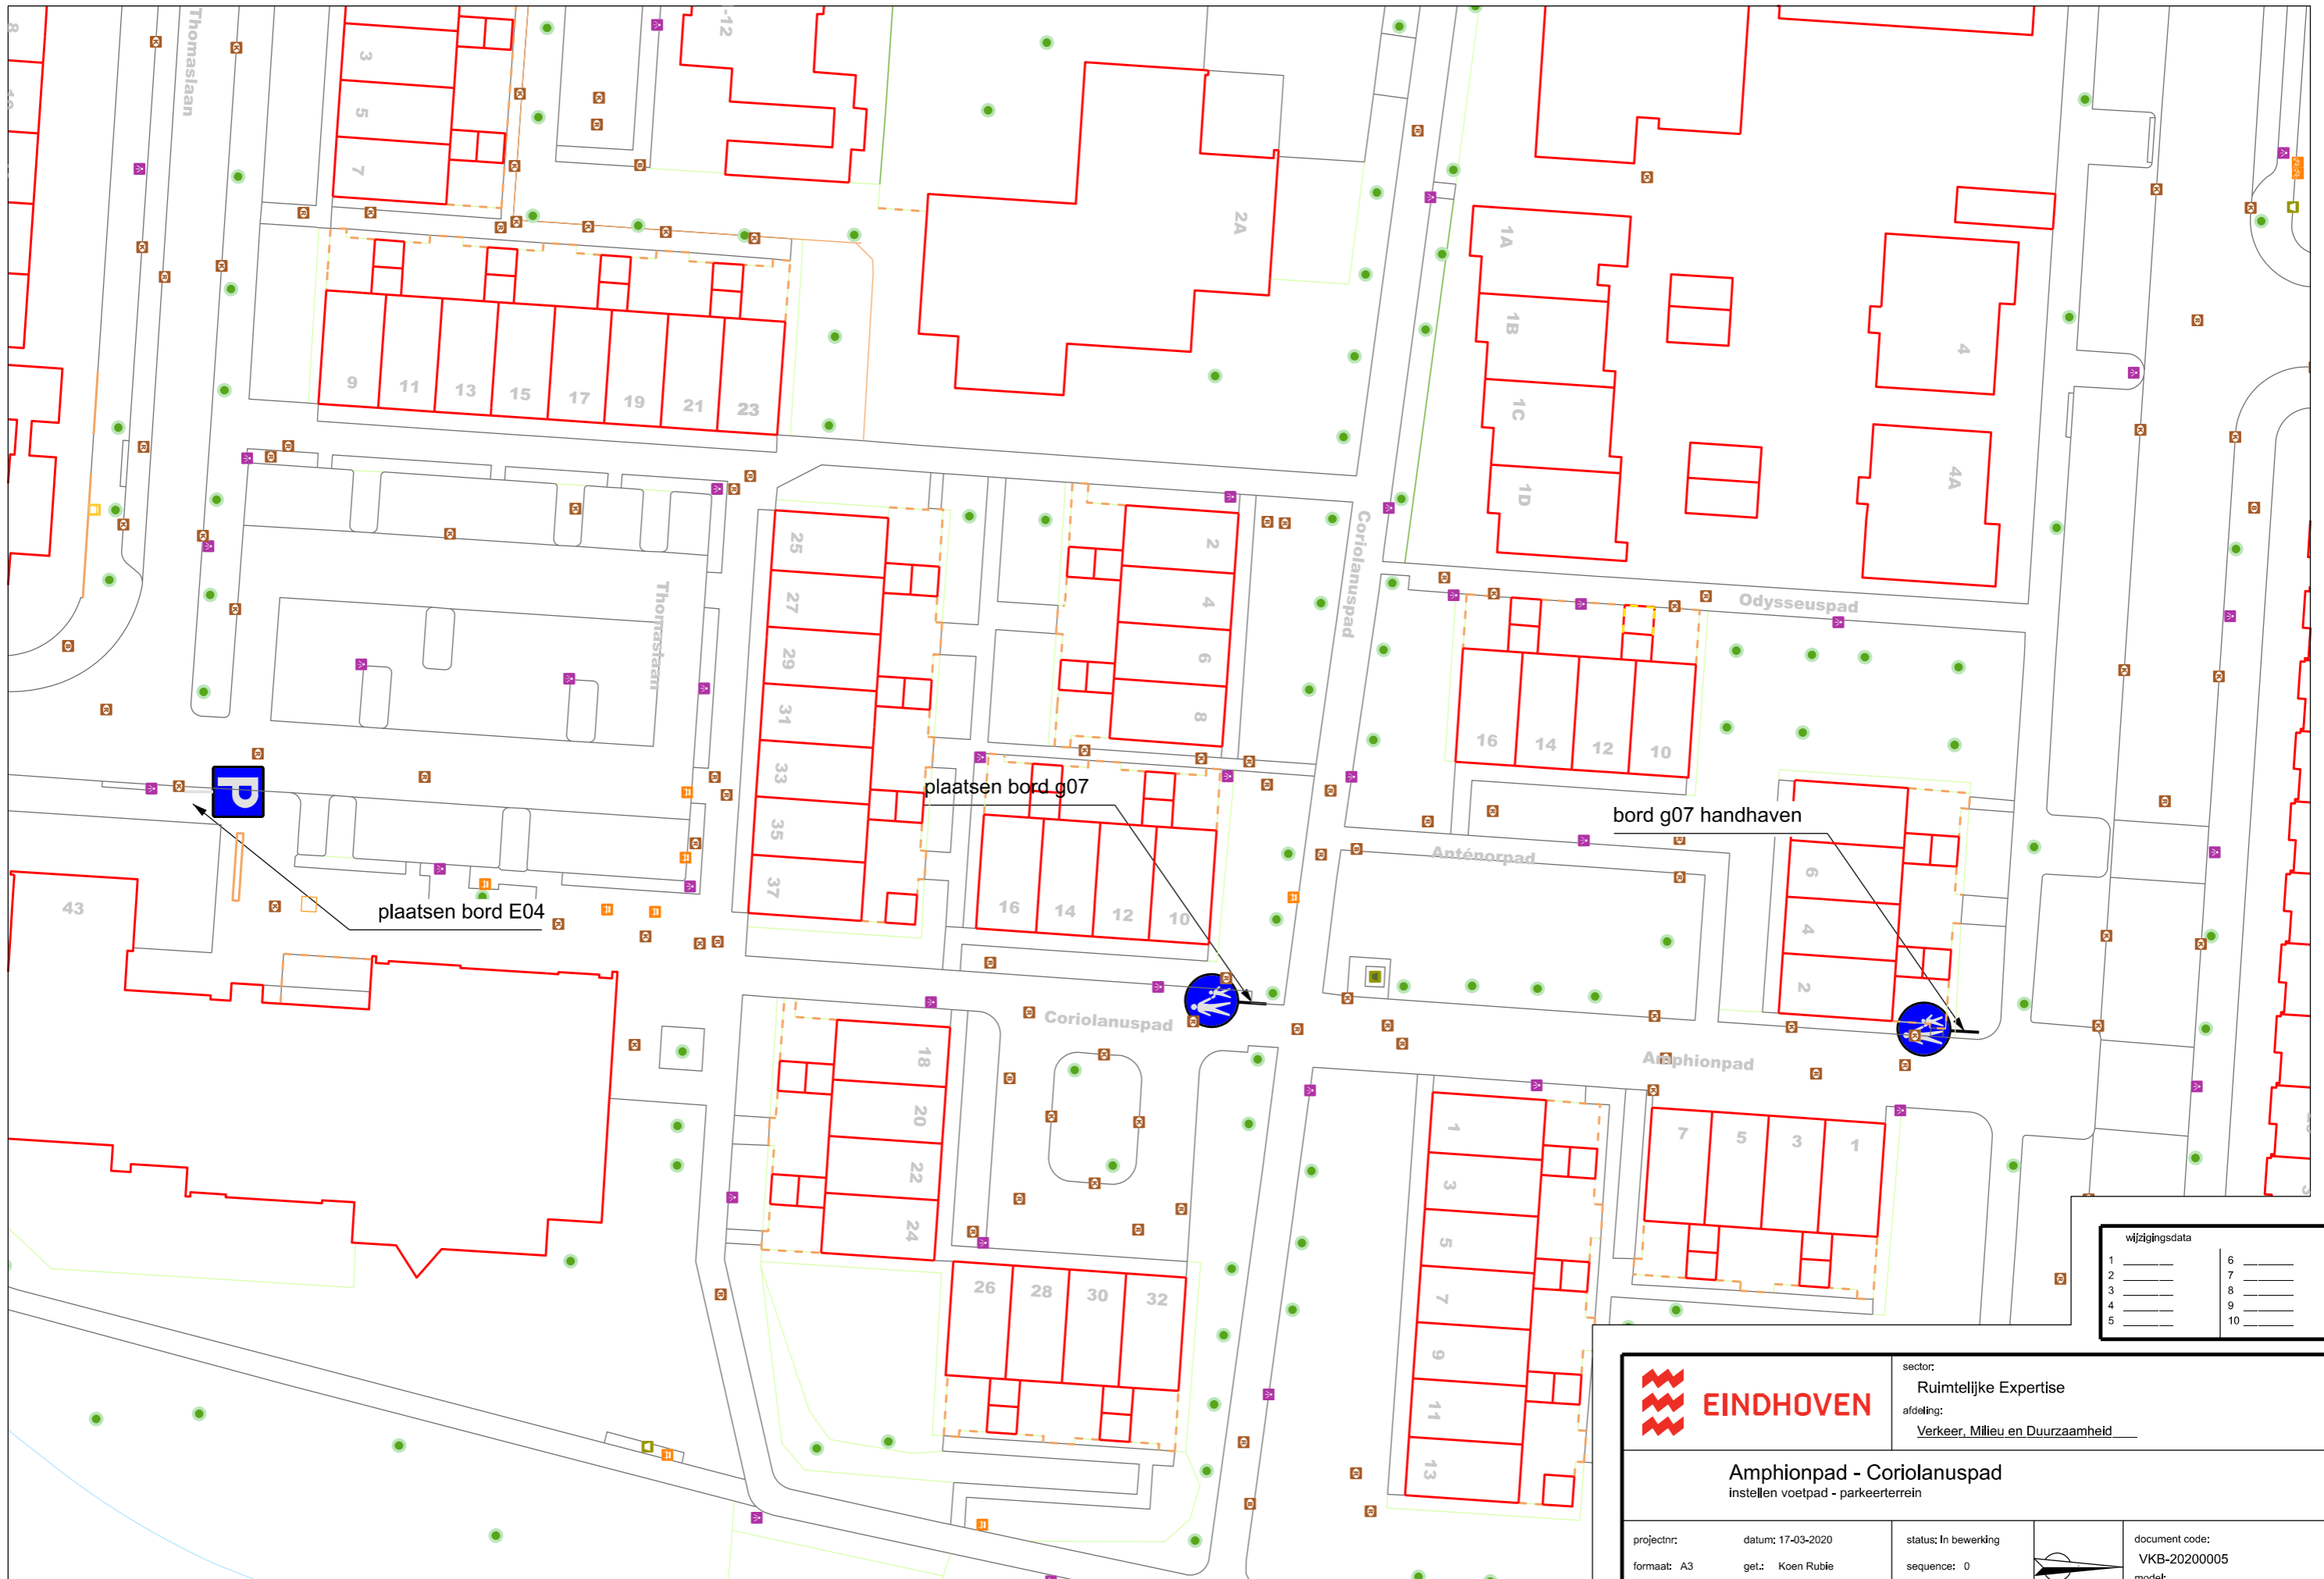 Thomaslaan
-12
3
5
7
2A
1A
1B
1C
1D
4
4A
9
11
13
15
17
19
21
23
25
27
29
31
33
35
37
Thomaslaan
2
4
6
8
Coriolanuspad
Odysseuspad
16
14
12
10
plaatsen bord g07
bord g07 handhaven
P
Anténorpad
6
4
2
43
plaatsen bord E04
16
14
12
10
Coriolanuspad
Amphionpad
18
20
22
24
26
28
30
32
1
3
5
7
9
11
13
7
5
3
1
wijzigingsdata
1
2
3
4
5
6
7
8
9
10
EINDHOVEN
sector:
Ruimtelijke Expertise
afdeling:
Verkeer, Milieu en Duurzaamheid
Amphionpad - Coriolanuspad
instellen voetpad - parkeerterrein
projectnr:
datum: 17-03-2020
status: In bewerking
document code:
VKB-20200005
formaat: A3
get.: Koen Rubie
sequence: 0
model: